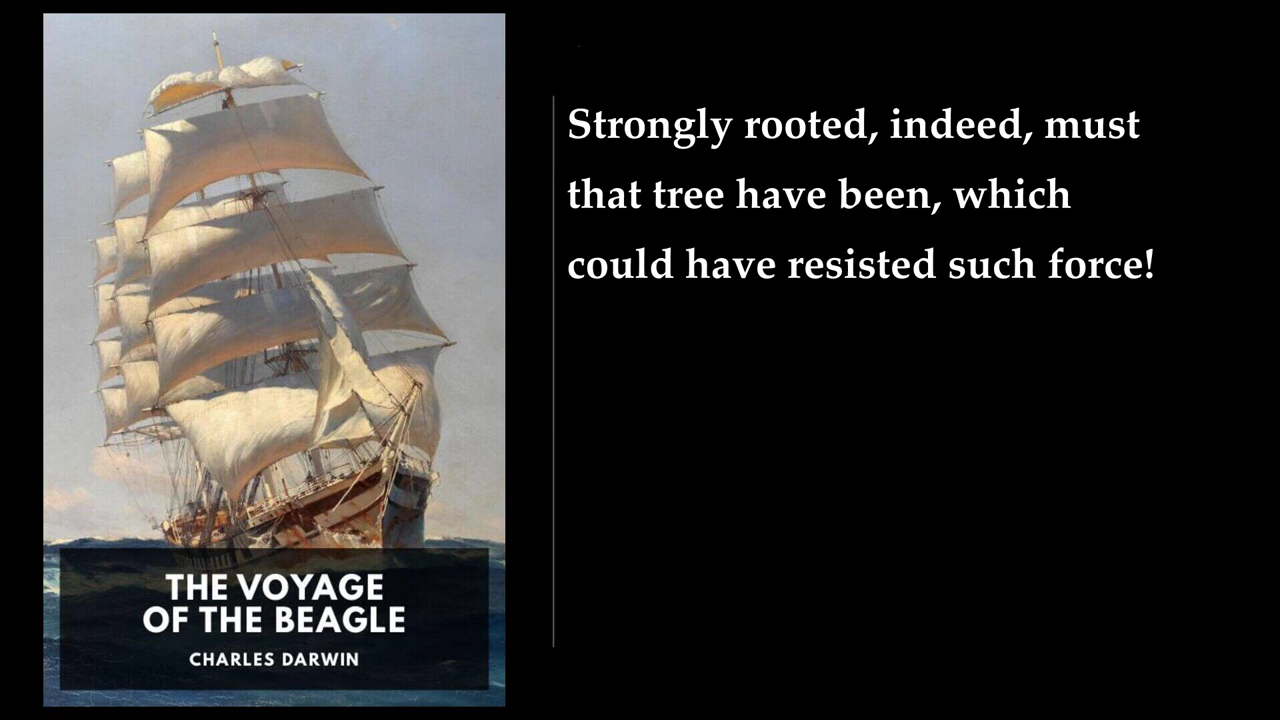 Strongly rooted, indeed, must
that tree have been, which
could have resisted such force!
THE VOYAGE
OF THE BEAGLE
CHARLES DARWIN